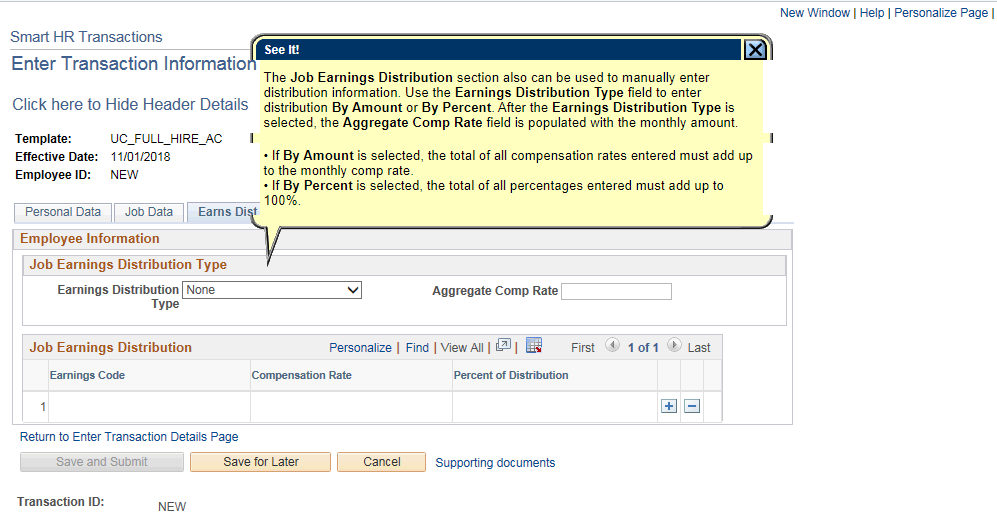 New Window | Help | Personalize Page |
Smart HR Transactions
Enter Transaction Information
Click here to Hide Header Details
See It!
The Job Earnings Distribution section also can be used to manually enter
distribution information. Use the Earnings Distribution Type field to enter
distribution By Amount or By Percent. After the Earnings Distribution Type is
selected, the Aggregate Comp Rate field is populated with the monthly amount.
• If By Amount is selected, the total of all compensation rates entered must add up
to the monthly comp rate.
• If By Percent is selected, the total of all percentages entered must add up to
100%.
Template: UC_FULL_HIRE_AC
Effective Date: 11/01/2018
Employee ID: NEW
Personal Data Job Data Earns Dist
Employee Information
Job Earnings Distribution Type
Earnings Distribution Type None Aggregate Comp Rate
Job Earnings Distribution Personalize | Find | View All | | First 1 of 1 Last
Earnings Code Compensation Rate Percent of Distribution
1
Return to Enter Transaction Details Page
Save and Submit Save for Later Cancel Supporting documents
Transaction ID: NEW